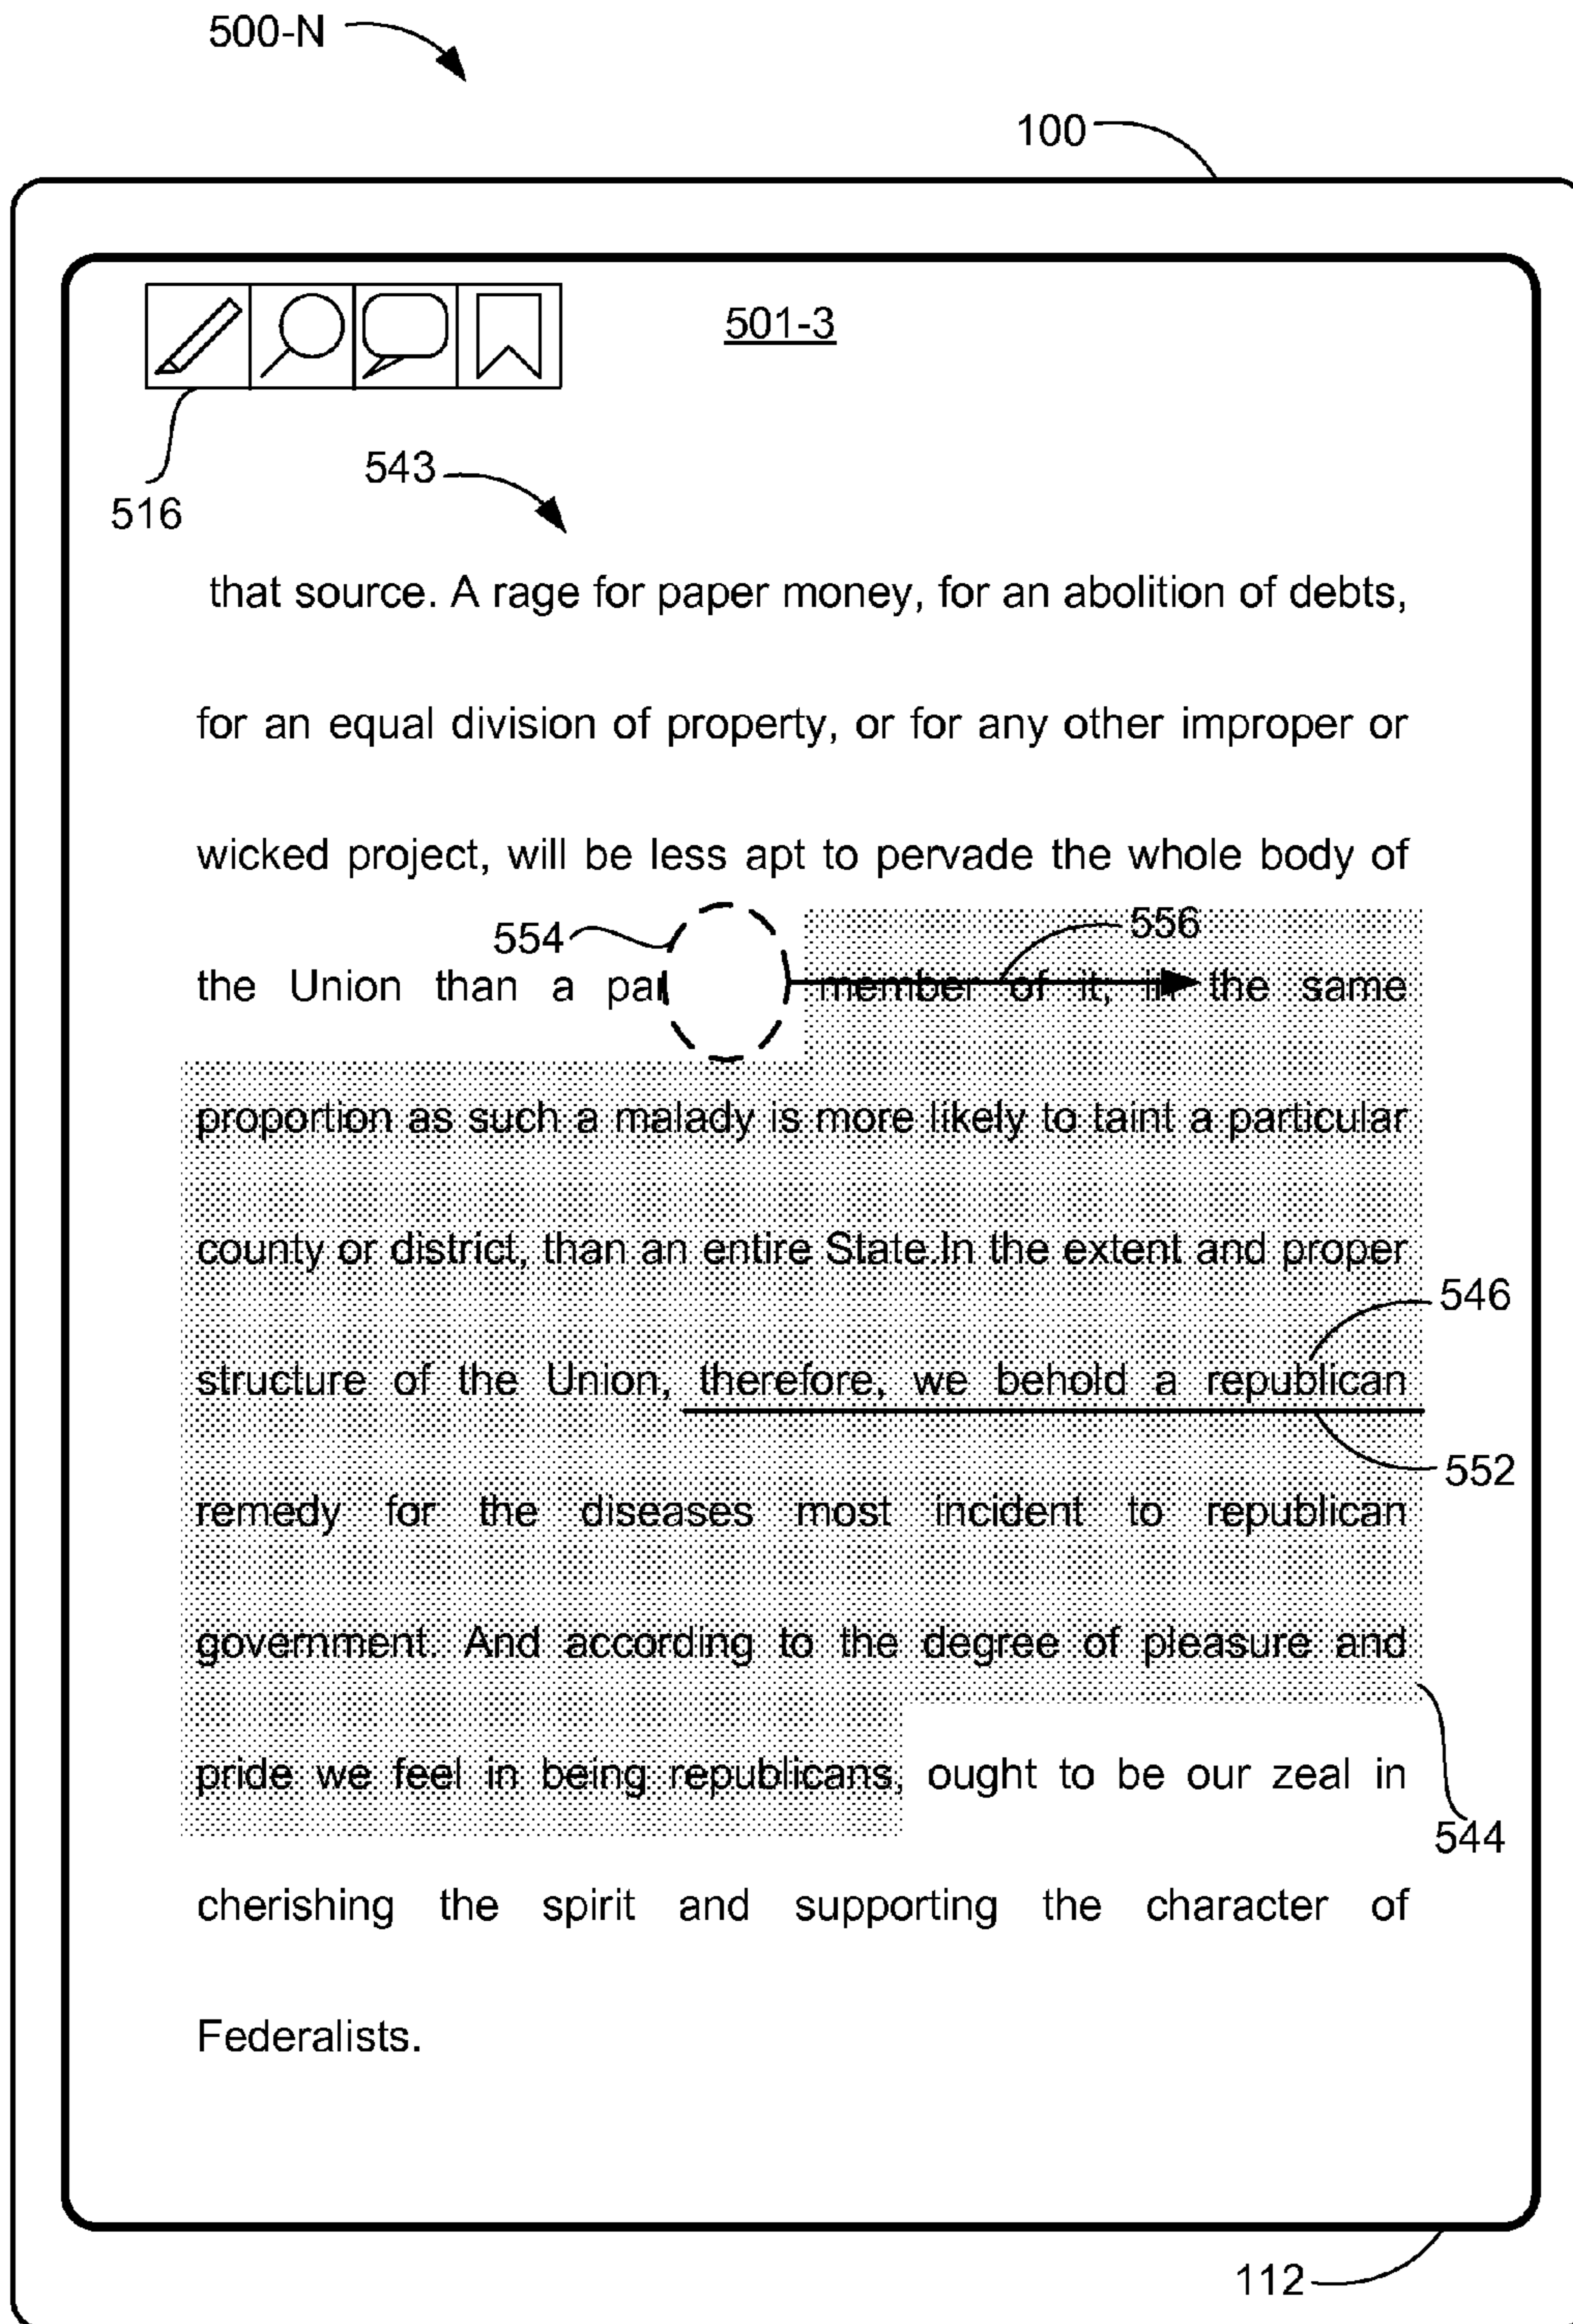 500-N
100
501-3
516
543
that source. A rage for paper money, for an abolition of debts,
for an equal division of property, or for any other improper or
wicked project, will be less apt to pervade the whole body of
554
556
the Union than a par member of it, in the same
proportion as such a malady is more likely to taint a particular
county or district, than an entire State.In the extent and proper
546
structure of the Union, therefore, we behold a republican
552
remedy for the diseases most incident to republican
government. And according to the degree of pleasure and
pride we feel in being republicans, ought to be our zeal in
544
cherishing the spirit and supporting the character of
Federalists.
112